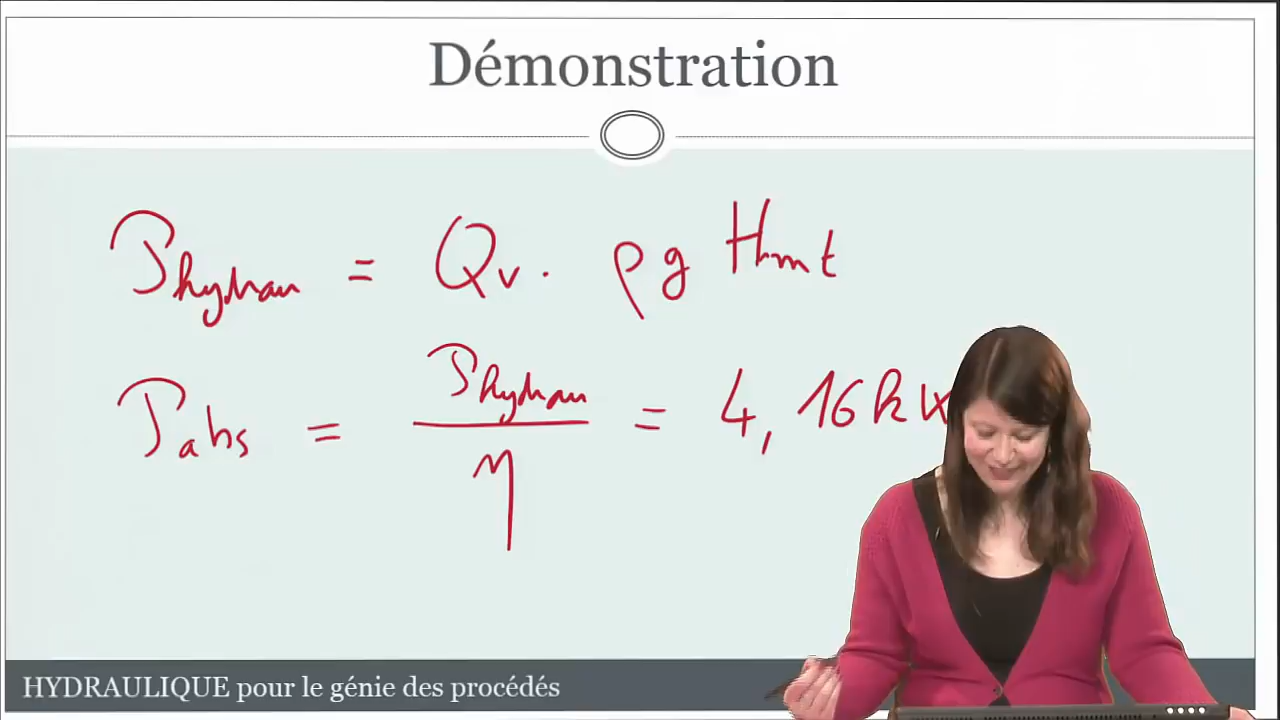 Démonstration
Phydrau = Qv . ρg Hmt
Pabs = Phydrau / η = 4,16 kW
HYDRAULIQUE pour le génie des procédés